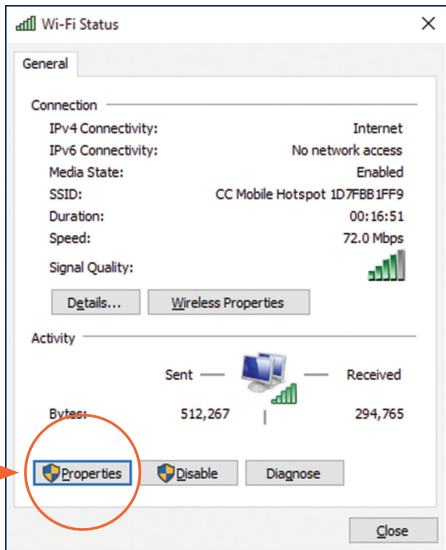 Wi-Fi Status
General
Connection
IPv4 Connectivity: Internet
IPv6 Connectivity: No network access
Media State: Enabled
SSID: CC Mobile Hotspot 1D7FBB1FF9
Duration: 00:16:51
Speed: 72.0 Mbps
Signal Quality:
Details... Wireless Properties
Activity
Sent Received
Bytes: 512,267 294,765
Properties Disable Diagnose
Close